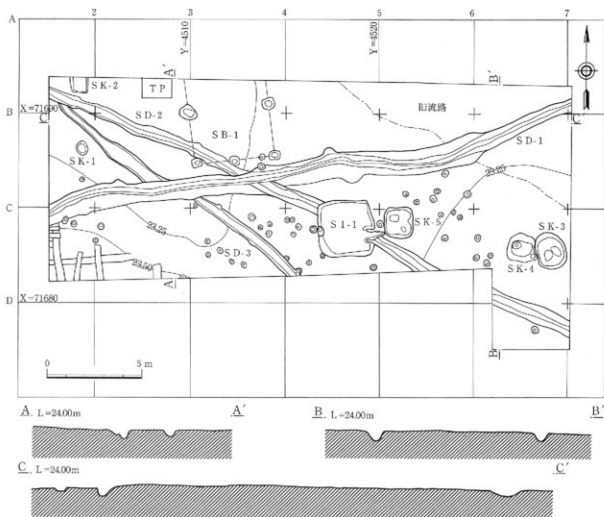 2 3 4 5 6 7
A
Y=4510
Y=4520
A´
B´
SK-2
TP
X=71690
B
C
C´
旧流路
SD-2
SB-1
SD-1
SK-1
23.25
C
SI-1
SK-5
SK-3
23.25
SD-3
SK-4
23.50
A
X=71680
D
B
0 5 m
A L=24.00m A´ B L=24.00m B´
C L=24.00m C´